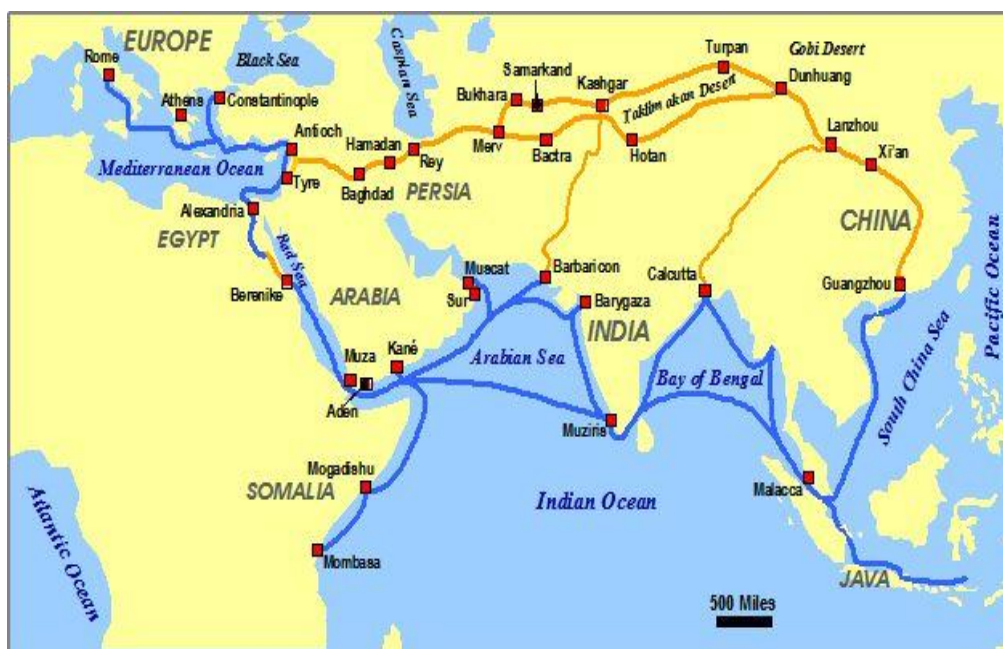 EUROPE
Rome
Black Sea
Caspian Sea
Athens
Constantinople
Samarkand
Bukhara
Kashgar
Turpan
Gobi Desert
Dunhuang
Taklimakan Desert
Antioch
Hamadan
Rey
Merv
Bactra
Hotan
Lanzhou
Xi'an
Mediterranean Ocean
Tyre
Baghdad
PERSIA
Alexandria
EGYPT
CHINA
Pacific Ocean
Red Sea
Berenike
ARABIA
Muscat
Sur
Barbaricon
Barygaza
INDIA
Calcutta
Guangzhou
Muza
Kané
Aden
Arabian Sea
Bay of Bengal
South China Sea
Muziris
Mogadishu
SOMALIA
Malacca
Indian Ocean
Atlantic Ocean
Mombasa
JAVA
500 Miles